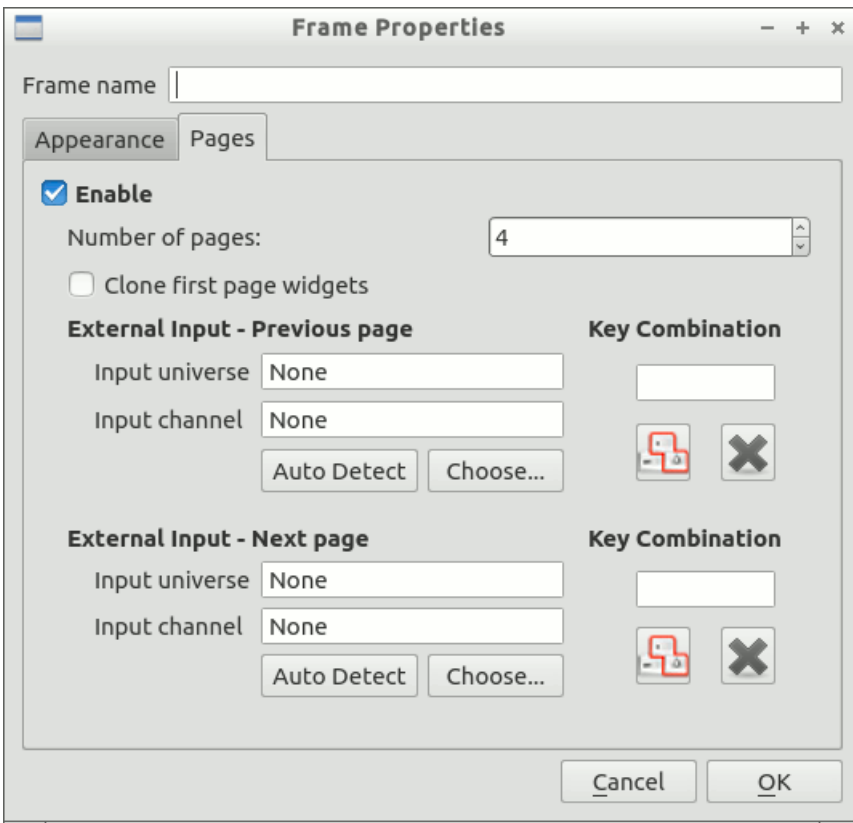 Frame Properties
Frame name
Appearance Pages
Enable
Number of pages: 4
Clone first page widgets
External Input - Previous page Key Combination
Input universe None
Input channel None
Auto Detect Choose...
External Input - Next page Key Combination
Input universe None
Input channel None
Auto Detect Choose...
Cancel OK